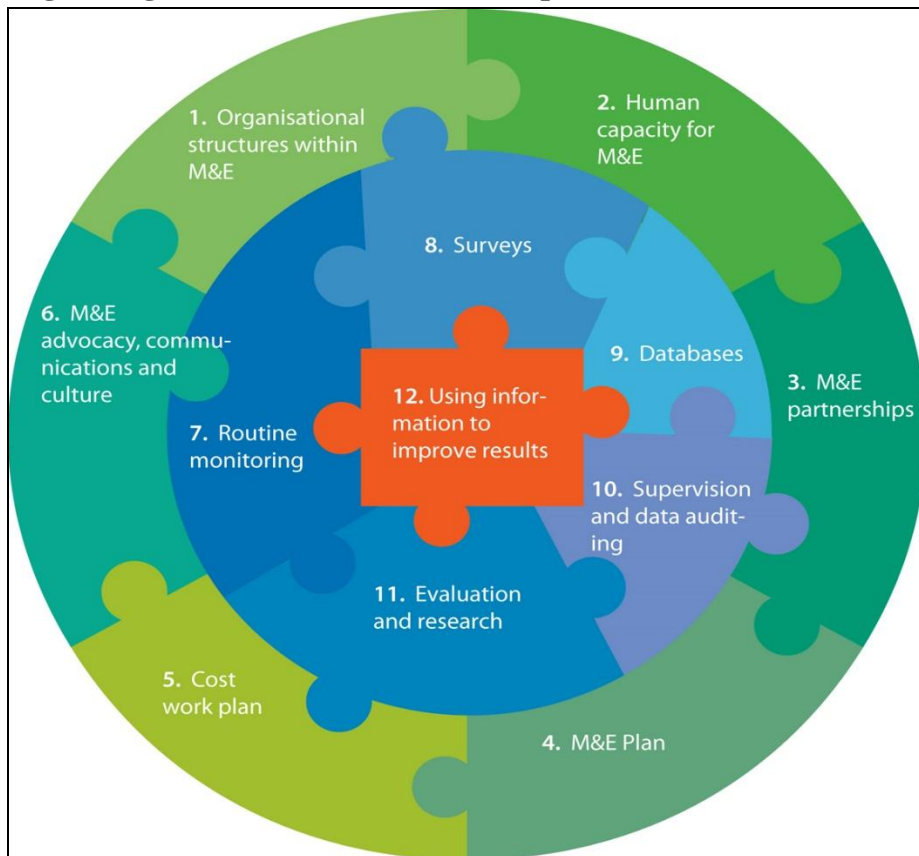 1. Organisational
structures within
M&E
2. Human
capacity for
M&E
3. M&E
partnerships
4. M&E Plan
5. Cost
work plan
6. M&E
advocacy, commu-
nications and
culture
7. Routine
monitoring
8. Surveys
9. Databases
10. Supervision
and data audit-
ing
11. Evaluation
and research
12. Using infor-
mation to
improve results